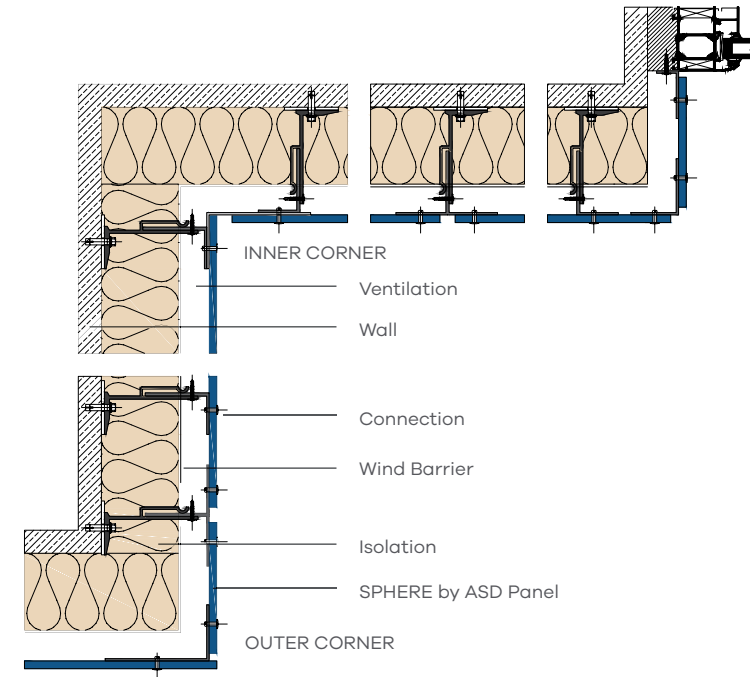 INNER CORNER
Ventilation
Wall
Connection
Wind Barrier
Isolation
SPHERE by ASD Panel
OUTER CORNER